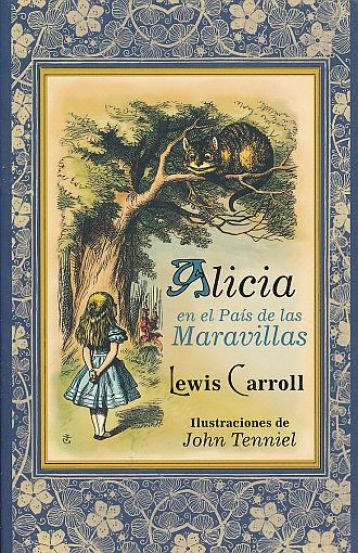 Alicia
en el País de las
Maravillas
Lewis Carroll
Ilustraciones de
John Tenniel